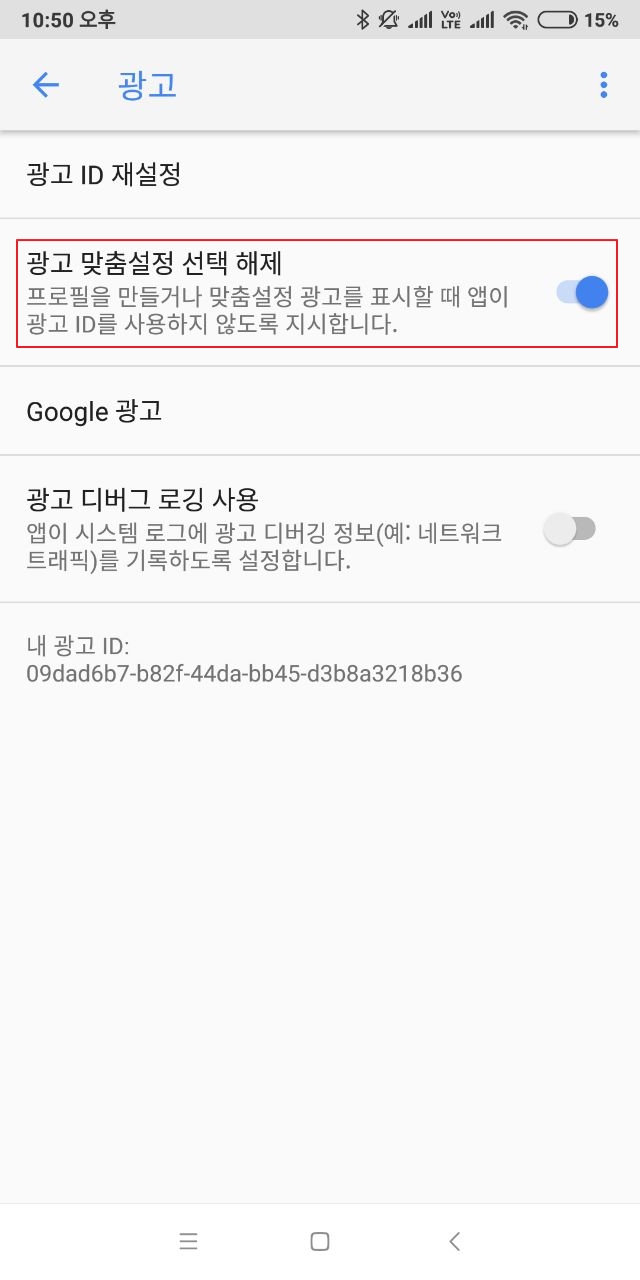 10:50 오후 Vo)) LTE 15%
광고
광고 ID 재설정
광고 맞춤설정 선택 해제
프로필을 만들거나 맞춤설정 광고를 표시할 때 앱이
광고 ID를 사용하지 않도록 지시합니다.
Google 광고
광고 디버그 로깅 사용
앱이 시스템 로그에 광고 디버깅 정보(예: 네트워크
트래픽)를 기록하도록 설정합니다.
내 광고 ID:
09dad6b7-b82f-44da-bb45-d3b8a3218b36